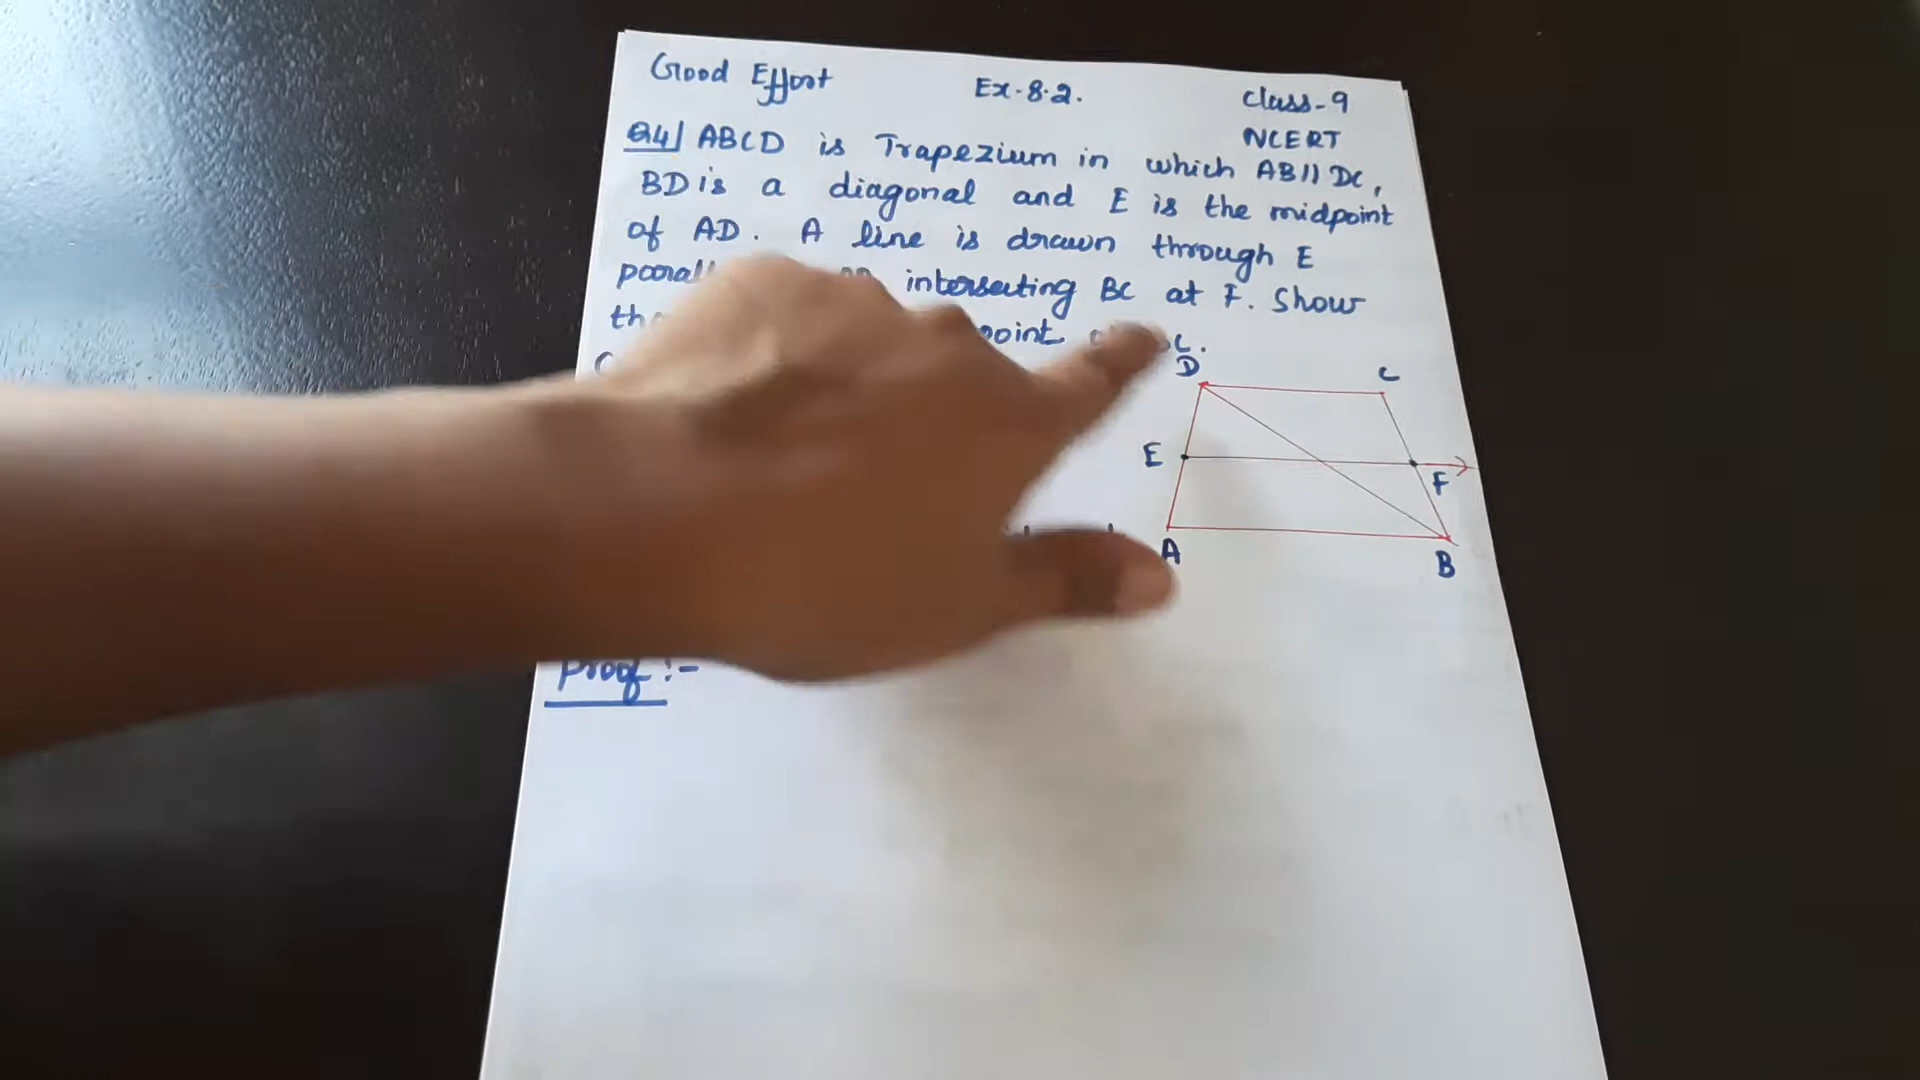 Good Effort Ex-8.2. Class-9
NCERT
Q4/ ABCD is Trapezium in which AB || DC,
BD is a diagonal and E is the midpoint
of AD. A line is drawn through E
intersecting BC at F. Show
point
D C
E F
A B
Proof :-